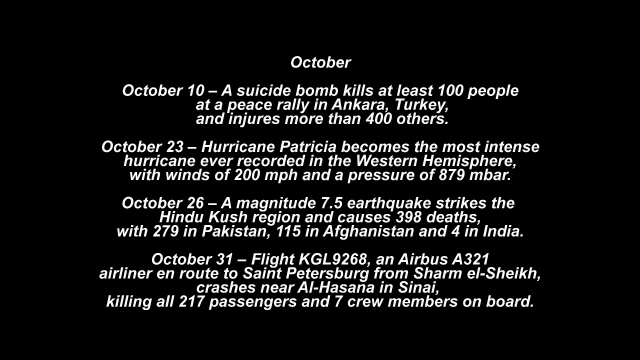 October
October 10 – A suicide bomb kills at least 100 people
at a peace rally in Ankara, Turkey,
and injures more than 400 others.
October 23 – Hurricane Patricia becomes the most intense
hurricane ever recorded in the Western Hemisphere,
with winds of 200 mph and a pressure of 879 mbar.
October 26 – A magnitude 7.5 earthquake strikes the
Hindu Kush region and causes 398 deaths,
with 279 in Pakistan, 115 in Afghanistan and 4 in India.
October 31 – Flight KGL9268, an Airbus A321
airliner en route to Saint Petersburg from Sharm el-Sheikh,
crashes near Al-Hasana in Sinai,
killing all 217 passengers and 7 crew members on board.